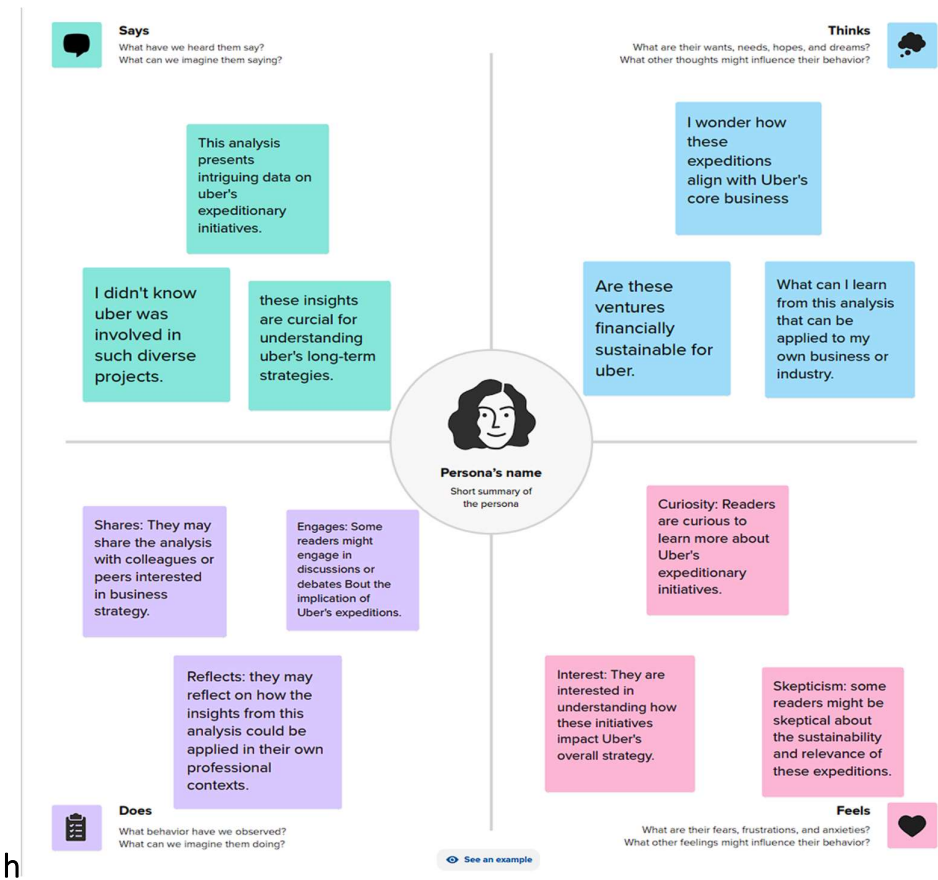 Says
What have we heard them say?
What can we imagine them saying?
Thinks
What are their wants, needs, hopes, and dreams?
What other thoughts might influence their behavior?
This analysis
presents
intriguing data on
uber's
expeditionary
initiatives.
I didn't know
uber was
involved in
such diverse
projects.
these insights
are curcial for
understanding
uber's long-term
strategies.
I wonder how
these
expeditions
align with Uber's
core business
Are these
ventures
financially
sustainable for
uber.
What can I learn
from this analysis
that can be
applied to my
own business or
industry.
Persona's name
Short summary of
the persona
Shares: They may
share the analysis
with colleagues or
peers interested
in business
strategy.
Engages: Some
readers might
engage in
discussions or
debates Bout the
implication of
Uber's expeditions.
Reflects: they may
reflect on how the
insights from this
analysis could be
applied in their own
professional
contexts.
Curiosity: Readers
are curious to
learn more about
Uber's
expeditionary
initiatives.
Interest: They are
interested in
understanding how
these initiatives
impact Uber's
overall strategy.
Skepticism: some
readers might be
skeptical about
the sustainability
and relevance of
these expeditions.
Does
What behavior have we observed?
What can we imagine them doing?
Feels
What are their fears, frustrations, and anxieties?
What other feelings might influence their behavior?
See an example
h